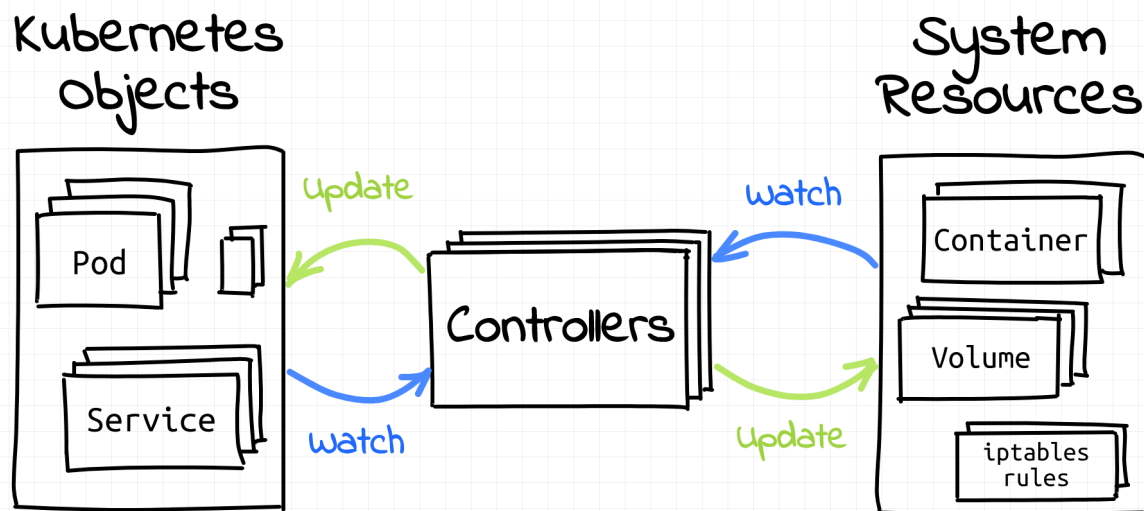 Kubernetes
Objects
System
Resources
Update
Watch
Pod
Container
Controllers
Volume
Service
Watch
Update
iptables
rules